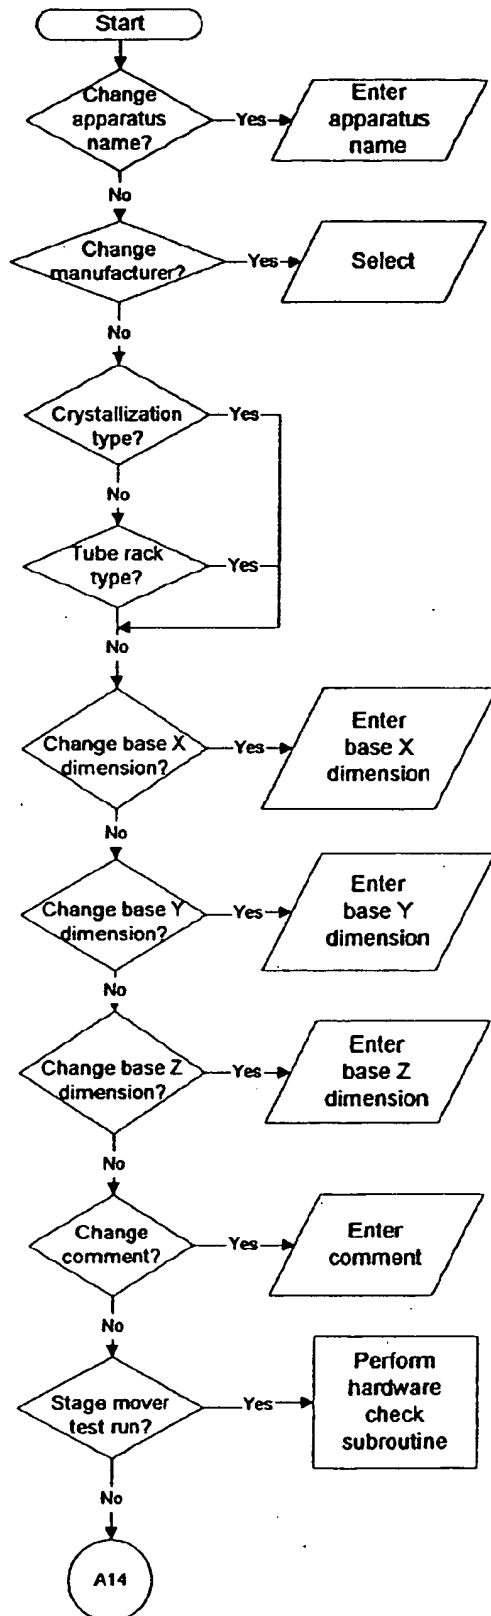 Start
Change
apparatus
name?
Yes
Enter
apparatus
name
No
Change
manufacturer?
Yes
Select
No
Crystallization
type?
Yes
No
Tube rack
type?
Yes
No
Change base X
dimension?
Yes
Enter
base X
dimension
No
Change base Y
dimension?
Yes
Enter
base Y
dimension
No
Change base Z
dimension?
Yes
Enter
base Z
dimension
No
Change
comment?
Yes
Enter
comment
No
Stage mover
test run?
Yes
Perform
hardware
check
subroutine
No
A14